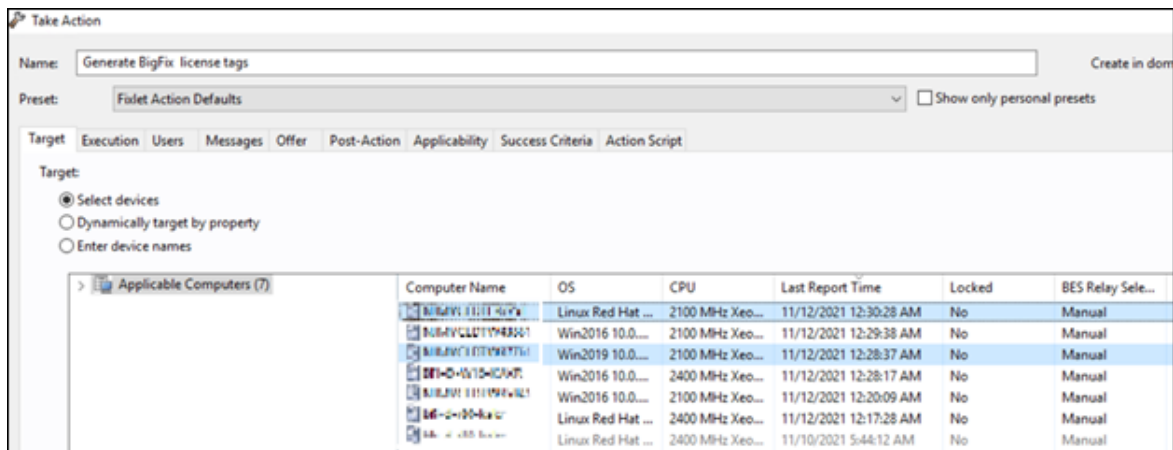 Take Action
Name: Generate BigFix license tags Create in dom
Preset: Fixlet Action Defaults Show only personal presets
Target Execution Users Messages Offer Post-Action Applicability Success Criteria Action Script
Target:
Select devices
Dynamically target by property
Enter device names
Applicable Computers (7) Computer Name OS CPU Last Report Time Locked BES Relay Sele...
Linux Red Hat ... 2100 MHz Xeo... 11/12/2021 12:30:28 AM No Manual
Win2016 10.0.... 2100 MHz Xeo... 11/12/2021 12:29:38 AM No Manual
Win2019 10.0.... 2100 MHz Xeo... 11/12/2021 12:28:37 AM No Manual
Win2016 10.0.... 2400 MHz Xeo... 11/12/2021 12:28:17 AM No Manual
Win2016 10.0.... 2400 MHz Xeo... 11/12/2021 12:20:09 AM No Manual
Linux Red Hat ... 2400 MHz Xeo... 11/12/2021 12:17:28 AM No Manual
Linux Red Hat ... 2400 MHz Xeo... 11/10/2021 5:44:12 AM No Manual